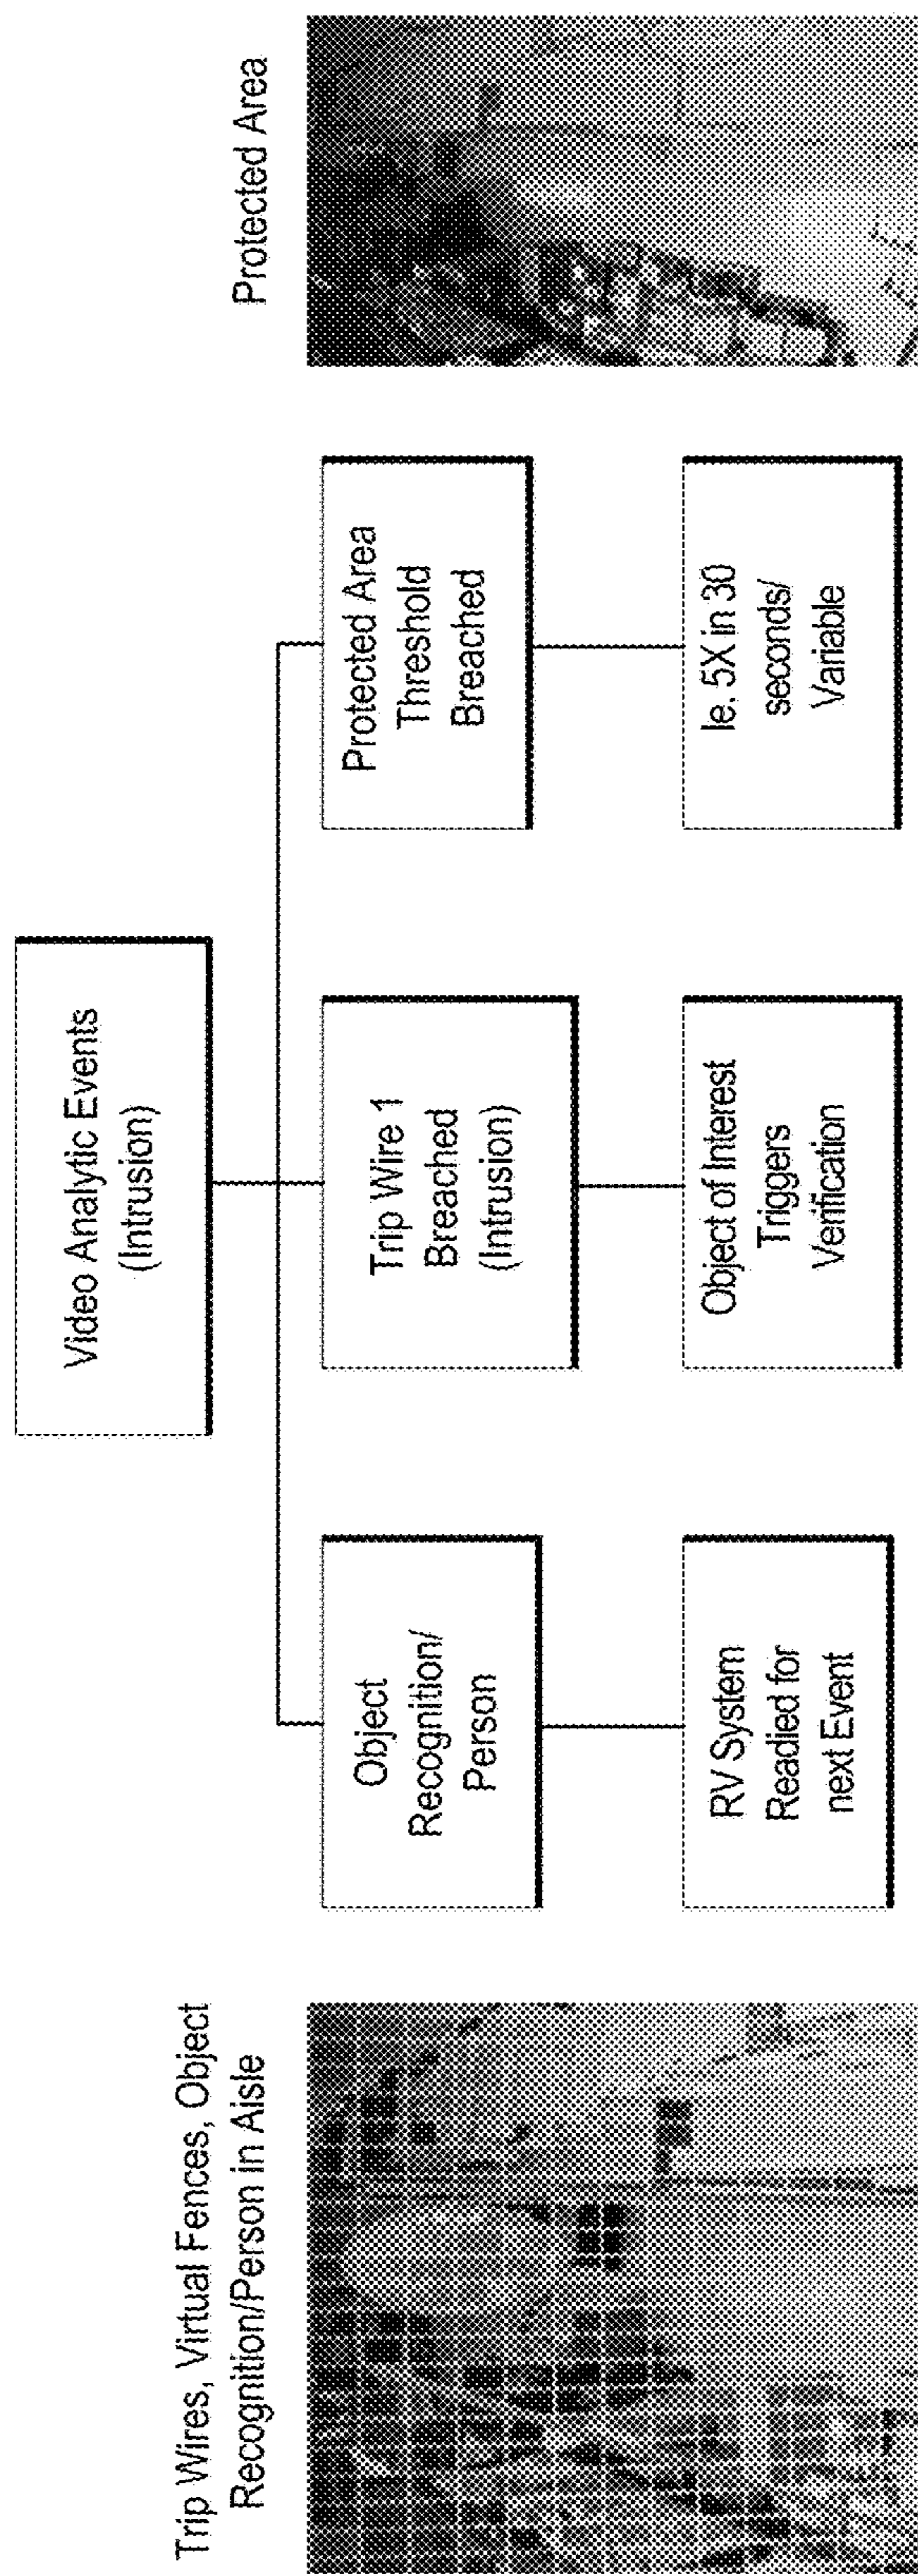 Trip Wires, Virtual Fences, Object
Recognition/Person in Aisle
Video Analytic Events
(Intrusion)
Protected Area
Object
Recognition/
Person
Trip Wire 1
Breached
(Intrusion)
Protected Area
Threshold
Breached
RV System
Readied for
next Event
Object of Interest
Triggers
Verification
Ie. 5X in 30
seconds/
Variable